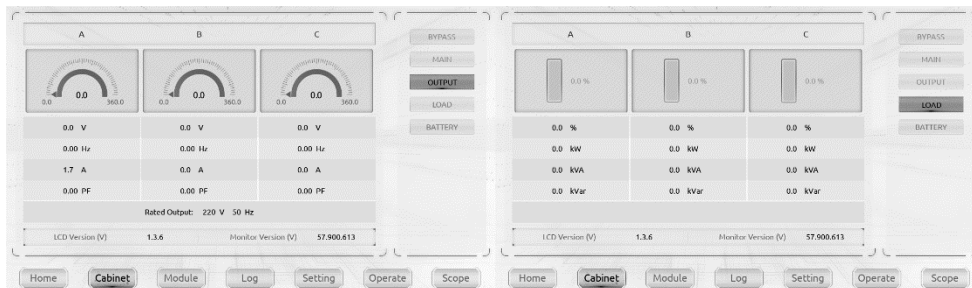 A B C
0.0 0.0 360.0
0.0 0.0 360.0
0.0 0.0 360.0
0.0 V 0.0 V 0.0 V
0.00 Hz 0.00 Hz 0.00 Hz
1.7 A 0.0 A 0.0 A
0.00 PF 0.00 PF 0.00 PF
Rated Output: 220 V 50 Hz
LCD Version (V) 1.3.6 Monitor Version (V) 57.900.613
BYPASS
MAIN
OUTPUT
LOAD
BATTERY
Home Cabinet Module Log Setting Operate Scope
A B C
0.0 % 0.0 % 0.0 %
0.0 % 0.0 % 0.0 %
0.0 kW 0.0 kW 0.0 kW
0.0 kVA 0.0 kVA 0.0 kVA
0.0 kVar 0.0 kVar 0.0 kVar
LCD Version (V) 1.3.6 Monitor Version (V) 57.900.613
BYPASS
MAIN
OUTPUT
LOAD
BATTERY
Home Cabinet Module Log Setting Operate Scope